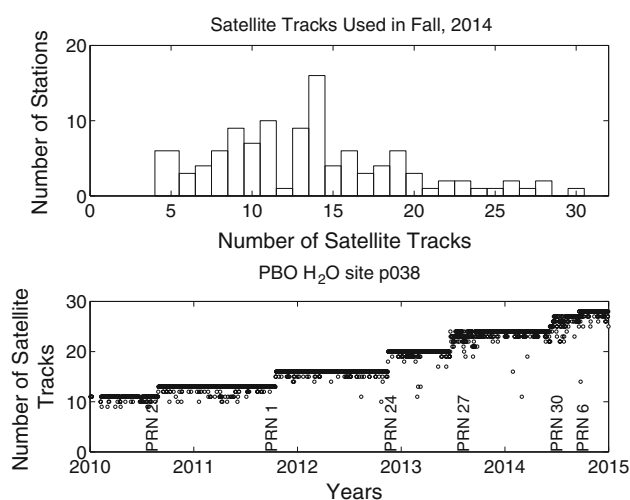 Satellite Tracks Used in Fall, 2014
Number of Stations
20
10
0
0 5 10 15 20 25 30
Number of Satellite Tracks
PBO H₂O site p038
Number of Satellite
Tracks
30
20
10
0
PRN 2
PRN 1
PRN 24
PRN 27
PRN 30
PRN 6
2010 2011 2012 2013 2014 2015
Years